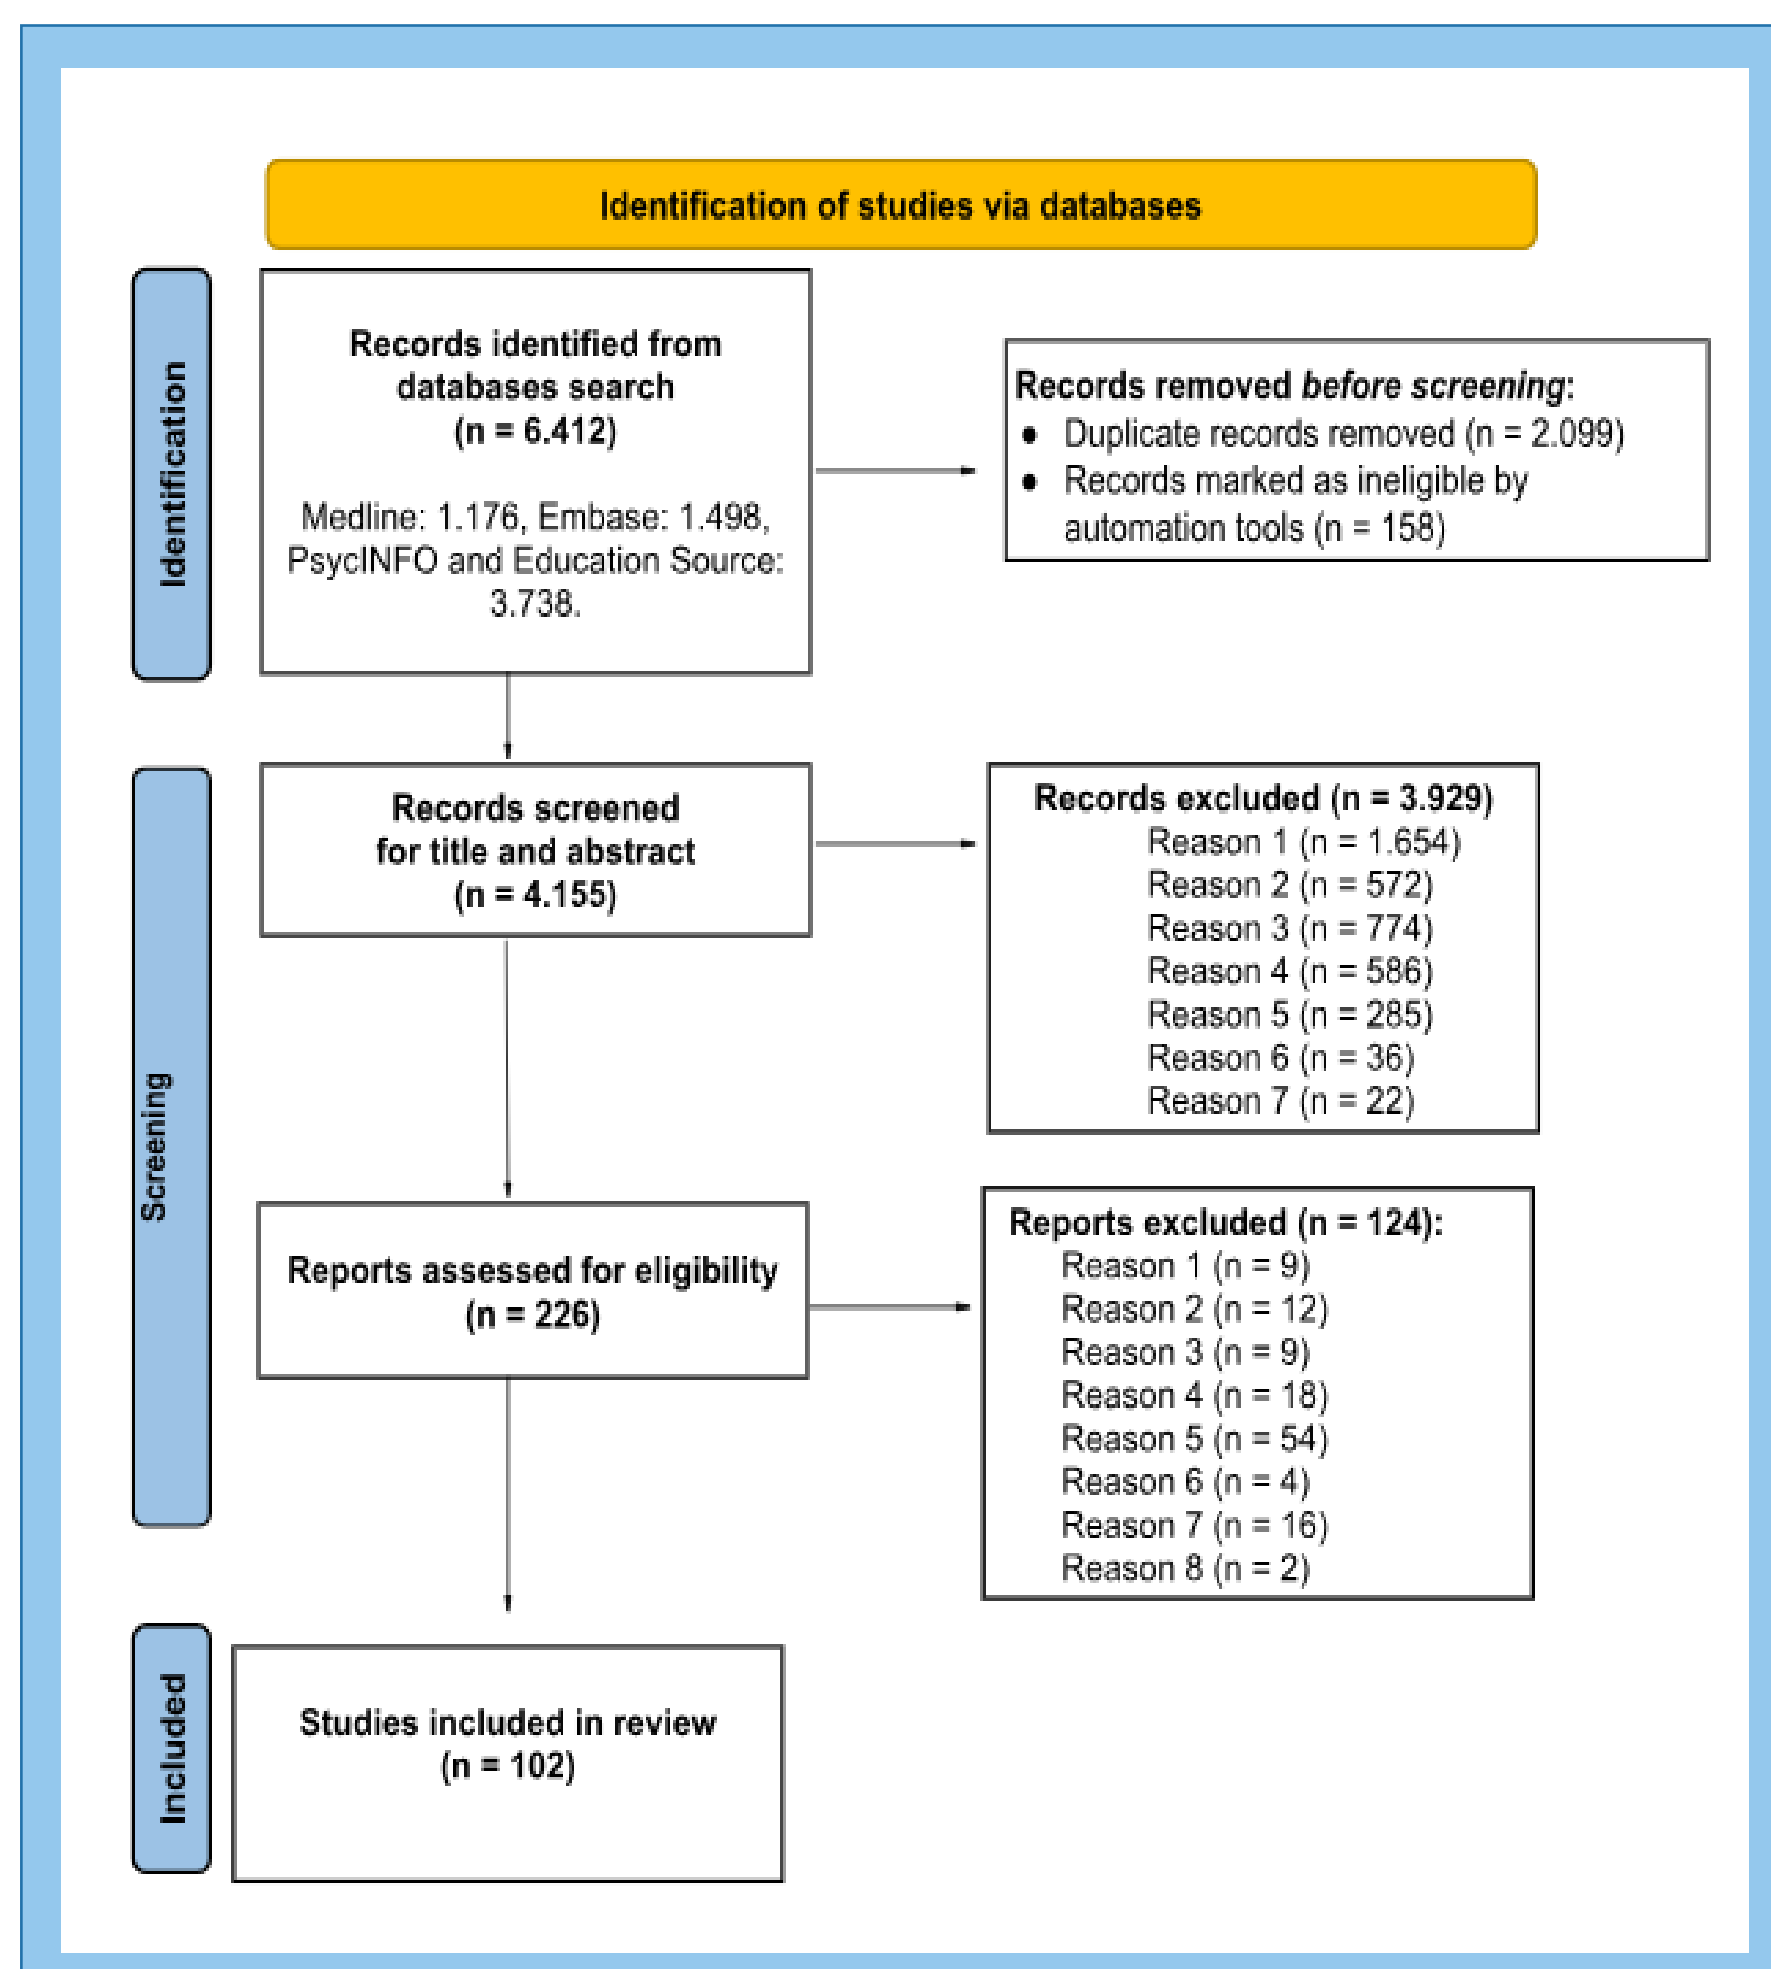 Identification of studies via databases
Identification
Records identified from
databases search
(n = 6.412)
Medline: 1.176, Embase: 1.498,
PsycINFO and Education Source:
3.738.
Records removed before screening:
● Duplicate records removed (n = 2.099)
● Records marked as ineligible by
automation tools (n = 158)
Screening
Records screened
for title and abstract
(n = 4.155)
Records excluded (n = 3.929)
Reason 1 (n = 1.654)
Reason 2 (n = 572)
Reason 3 (n = 774)
Reason 4 (n = 586)
Reason 5 (n = 285)
Reason 6 (n = 36)
Reason 7 (n = 22)
Reports assessed for eligibility
(n = 226)
Reports excluded (n = 124):
Reason 1 (n = 9)
Reason 2 (n = 12)
Reason 3 (n = 9)
Reason 4 (n = 18)
Reason 5 (n = 54)
Reason 6 (n = 4)
Reason 7 (n = 16)
Reason 8 (n = 2)
Included
Studies included in review
(n = 102)